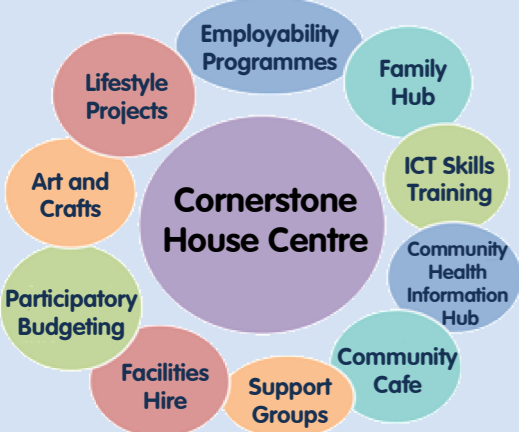 Employability
Programmes
Family
Hub
ICT Skills
Training
Community
Health
Information
Hub
Community
Cafe
Support
Groups
Facilities
Hire
Participatory
Budgeting
Art and
Crafts
Lifestyle
Projects
Cornerstone
House Centre